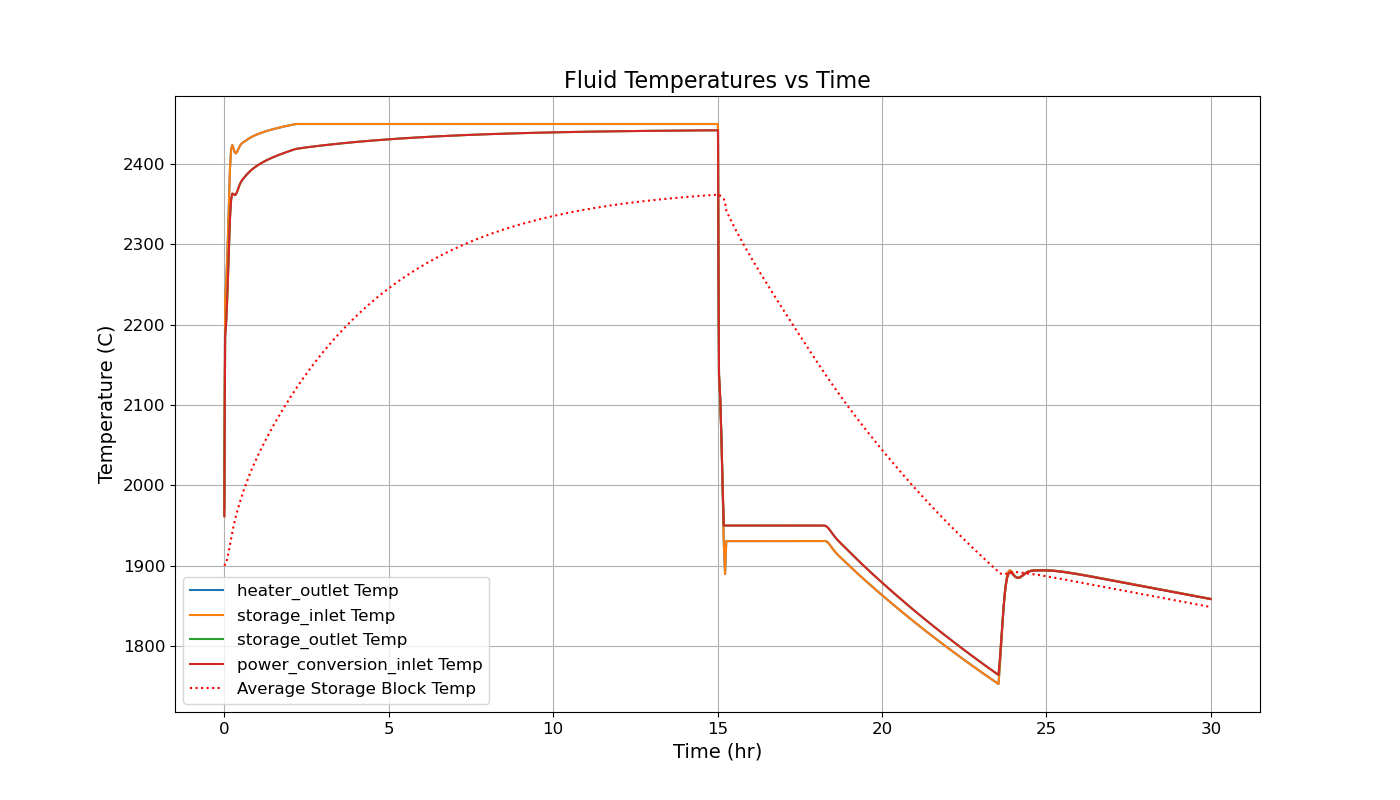 Fluid Temperatures vs Time
Temperature (C)
2400
2300
2200
2100
2000
1900
1800
heater_outlet Temp
storage_inlet Temp
storage_outlet Temp
power_conversion_inlet Temp
Average Storage Block Temp
0 5 10 15 20 25 30
Time (hr)